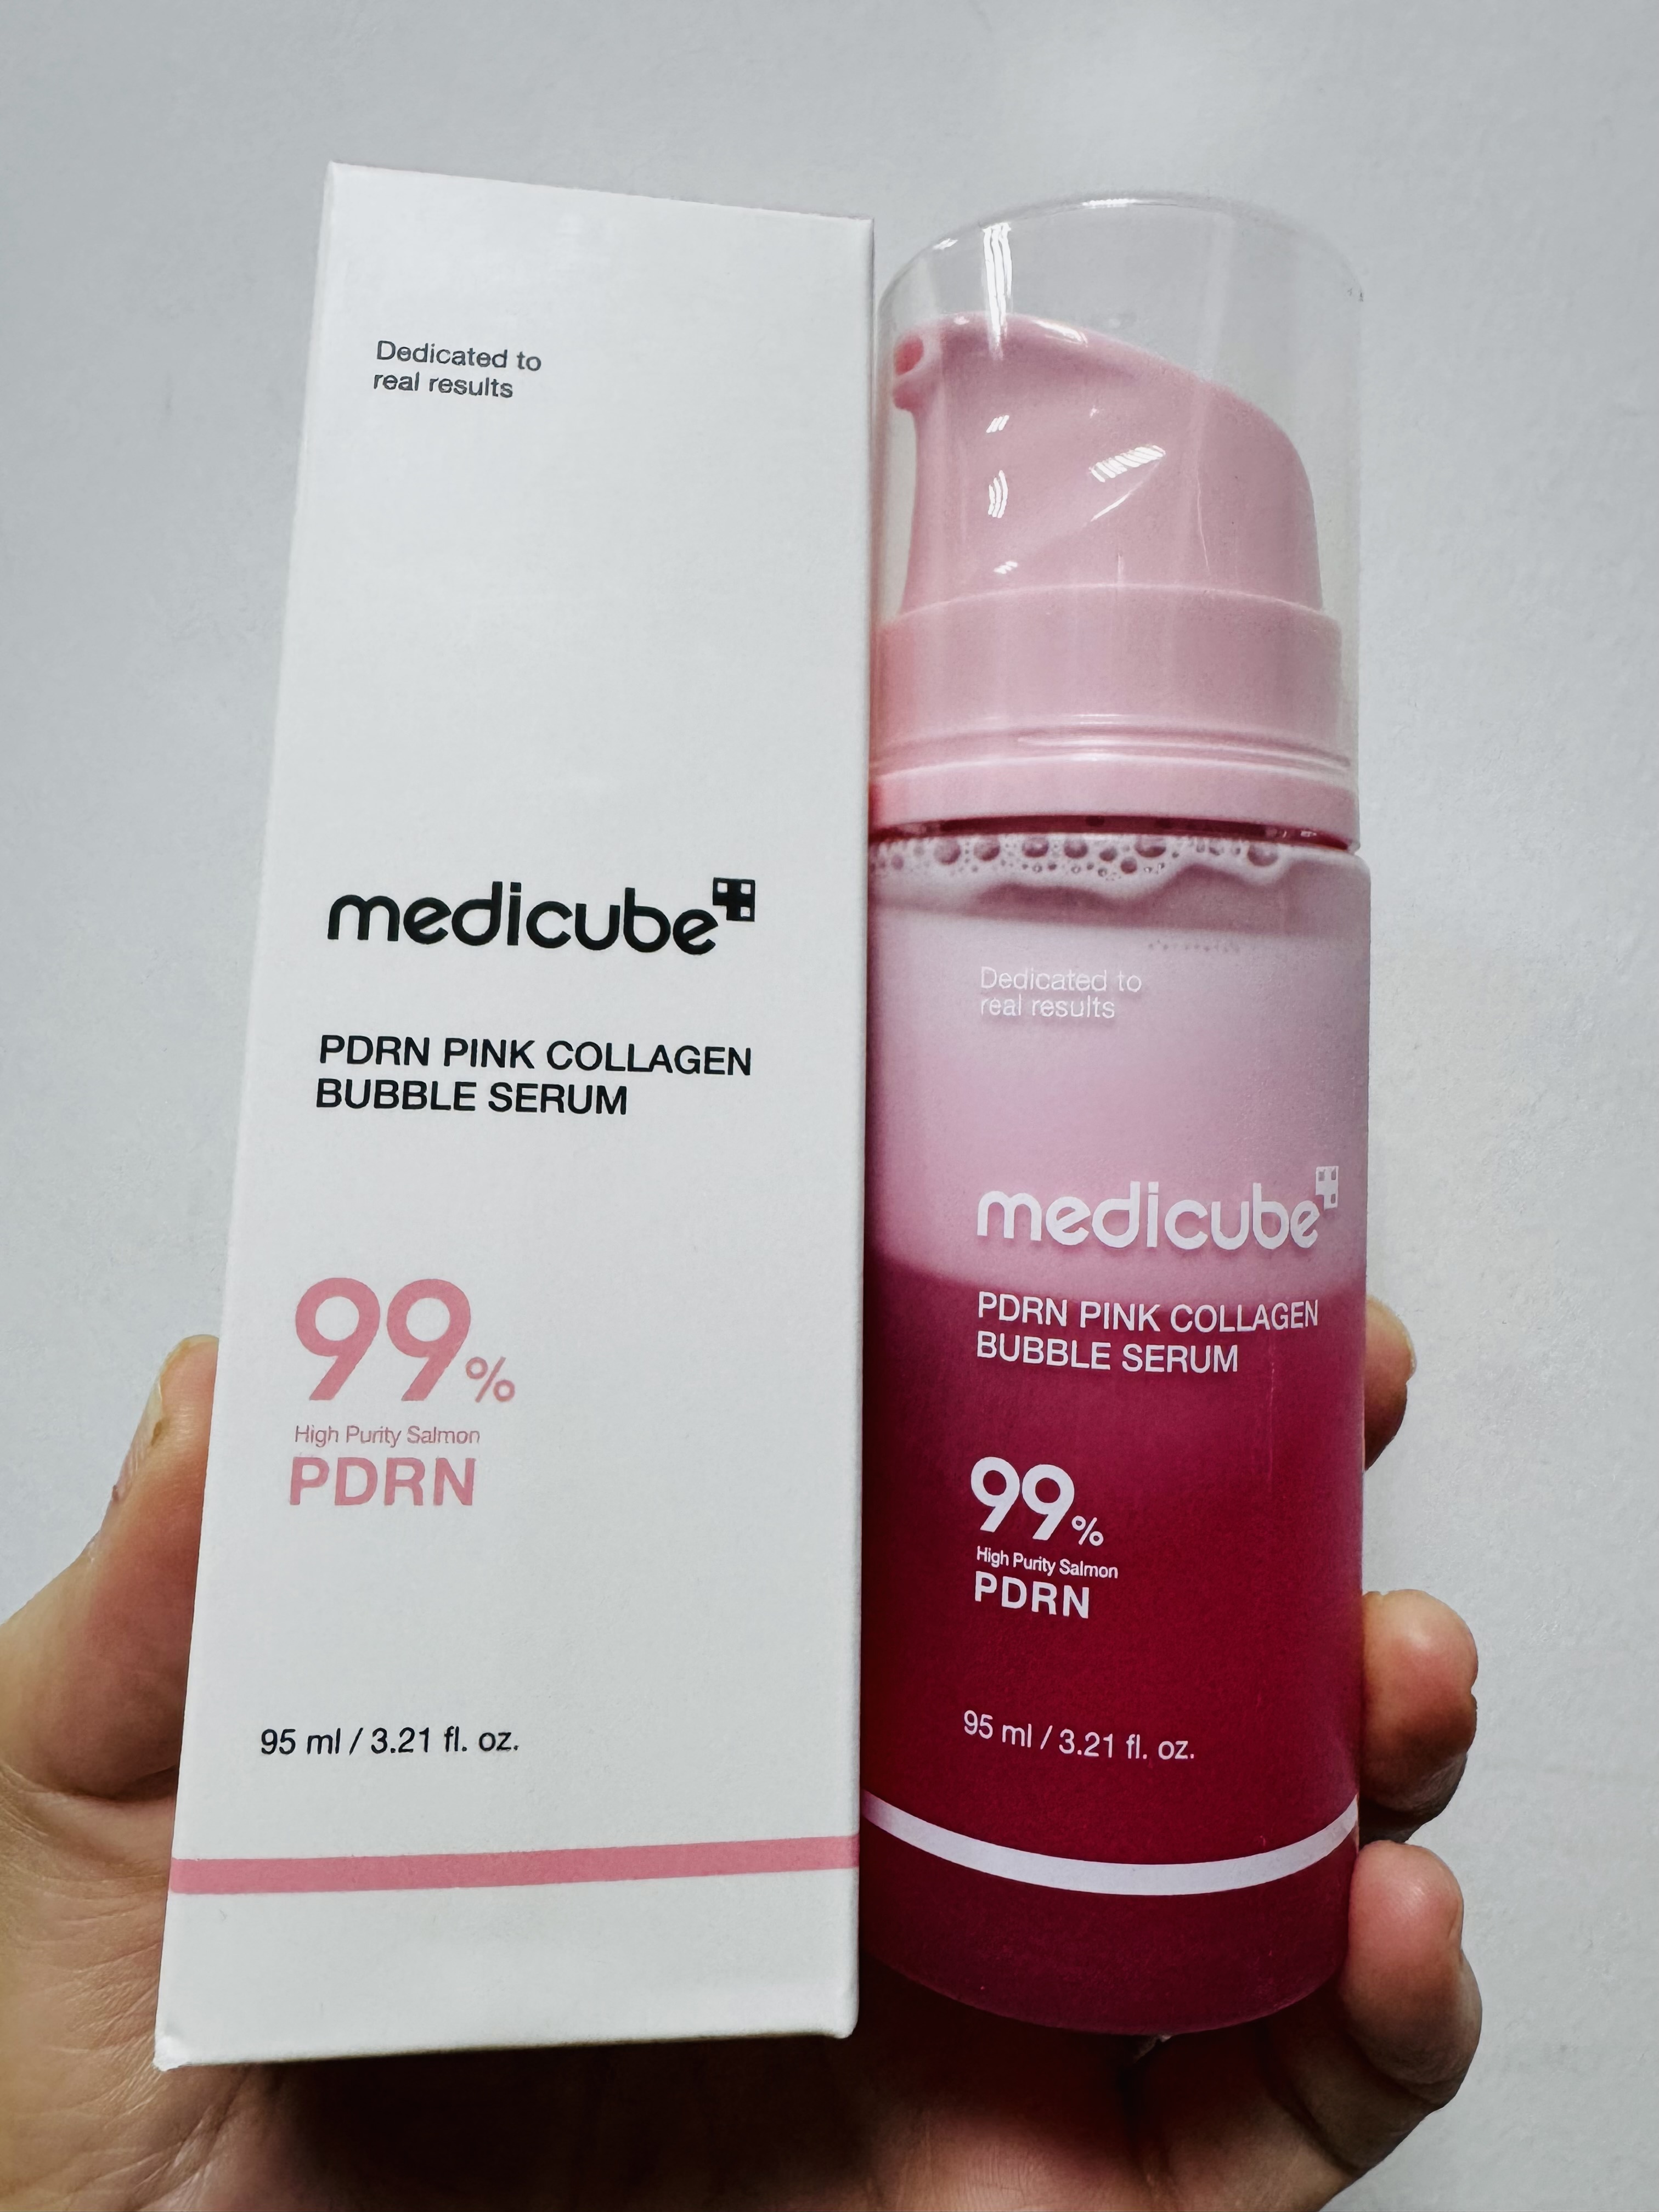 Dedicated to
real results
medicube
PDRN PINK COLLAGEN
BUBBLE SERUM
99%
High Purity Salmon
PDRN
95 ml / 3.21 fl. oz.
Dedicated to
real results
medicube
PDRN PINK COLLAGEN
BUBBLE SERUM
99%
High Purity Salmon
PDRN
95 ml / 3.21 fl. oz.